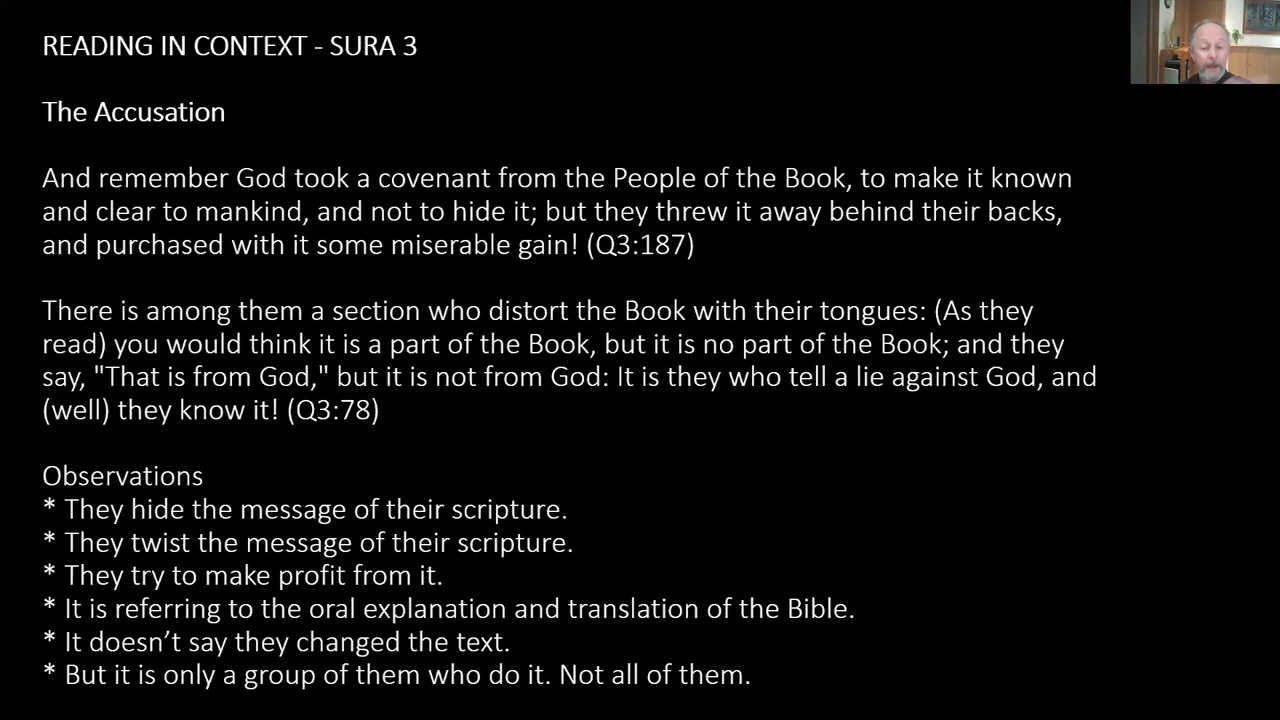 READING IN CONTEXT - SURA 3
The Accusation
And remember God took a covenant from the People of the Book, to make it known
and clear to mankind, and not to hide it; but they threw it away behind their backs,
and purchased with it some miserable gain! (Q3:187)
There is among them a section who distort the Book with their tongues: (As they
read) you would think it is a part of the Book, but it is no part of the Book; and they
say, "That is from God," but it is not from God: It is they who tell a lie against God, and
(well) they know it! (Q3:78)
Observations
* They hide the message of their scripture.
* They twist the message of their scripture.
* They try to make profit from it.
* It is referring to the oral explanation and translation of the Bible.
* It doesn’t say they changed the text.
* But it is only a group of them who do it. Not all of them.